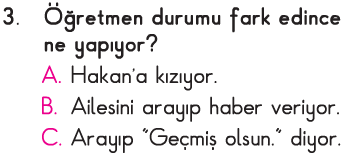 3. Öğretmen durumu fark edince
ne yapıyor?
A. Hakan'a kızıyor.
B. Ailesini arayıp haber veriyor.
C. Arayıp "Geçmiş olsun." diyor.